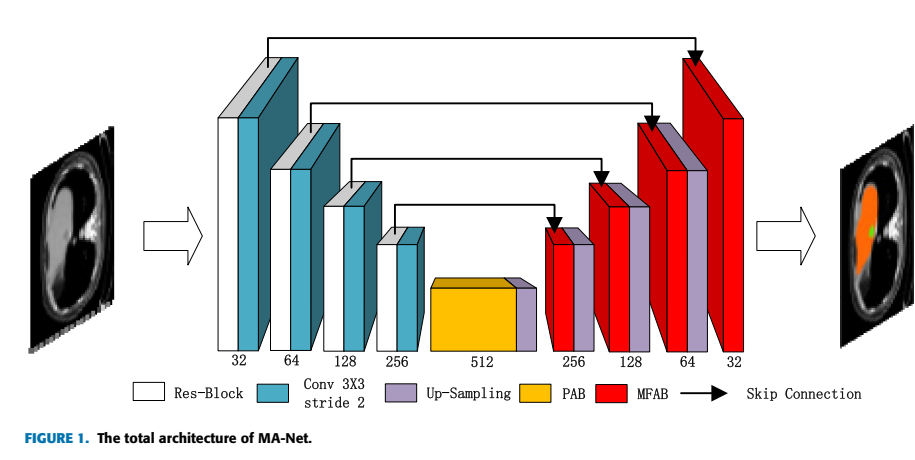 32 64 128 256 512 256 128 64 32
Res-Block
Conv 3X3
stride 2
Up-Sampling
PAB
MFAB
Skip Connection
FIGURE 1. The total architecture of MA-Net.